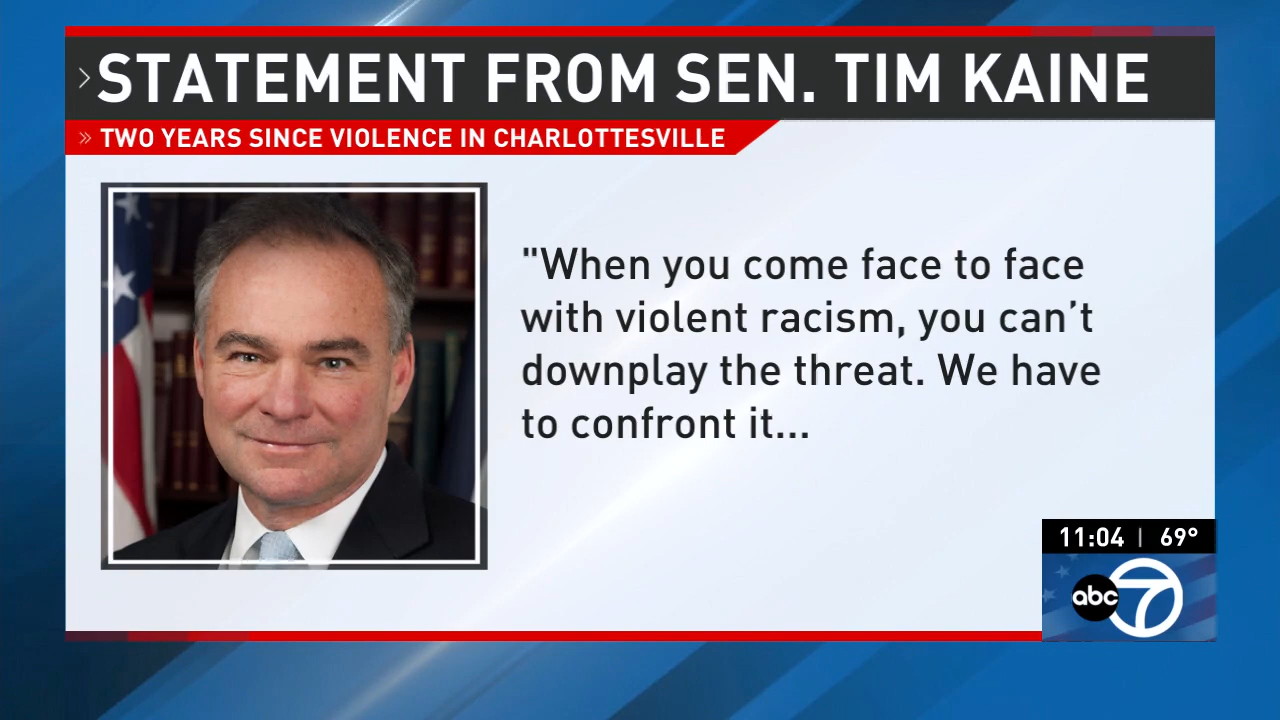 STATEMENT FROM SEN. TIM KAINE
TWO YEARS SINCE VIOLENCE IN CHARLOTTESVILLE
"When you come face to face
with violent racism, you can’t
downplay the threat. We have
to confront it...
11:04 | 69°
abc 7